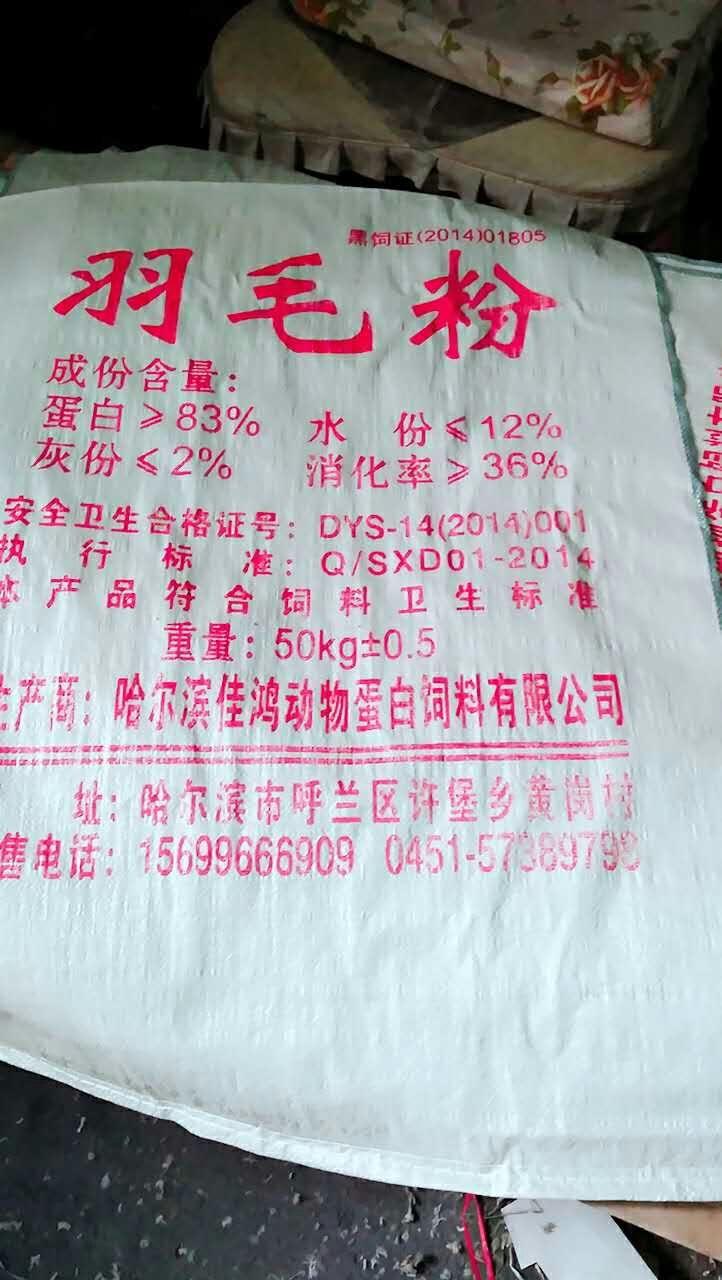 黑饲证(2014)01805
羽毛粉
成份含量:
蛋白≥83% 水 份≤12%
灰份≤2% 消化率≥36%
安全卫生合格证号: DYS-14(2014)001
执行标准: Q/SXD01-2014
本产品符合饲料卫生标准
重量: 50kg±0.5
生产商: 哈尔滨佳鸿动物蛋白饲料有限公司
址: 哈尔滨市呼兰区许堡乡黄岗村
售电话: 15699666909 0451-57389798